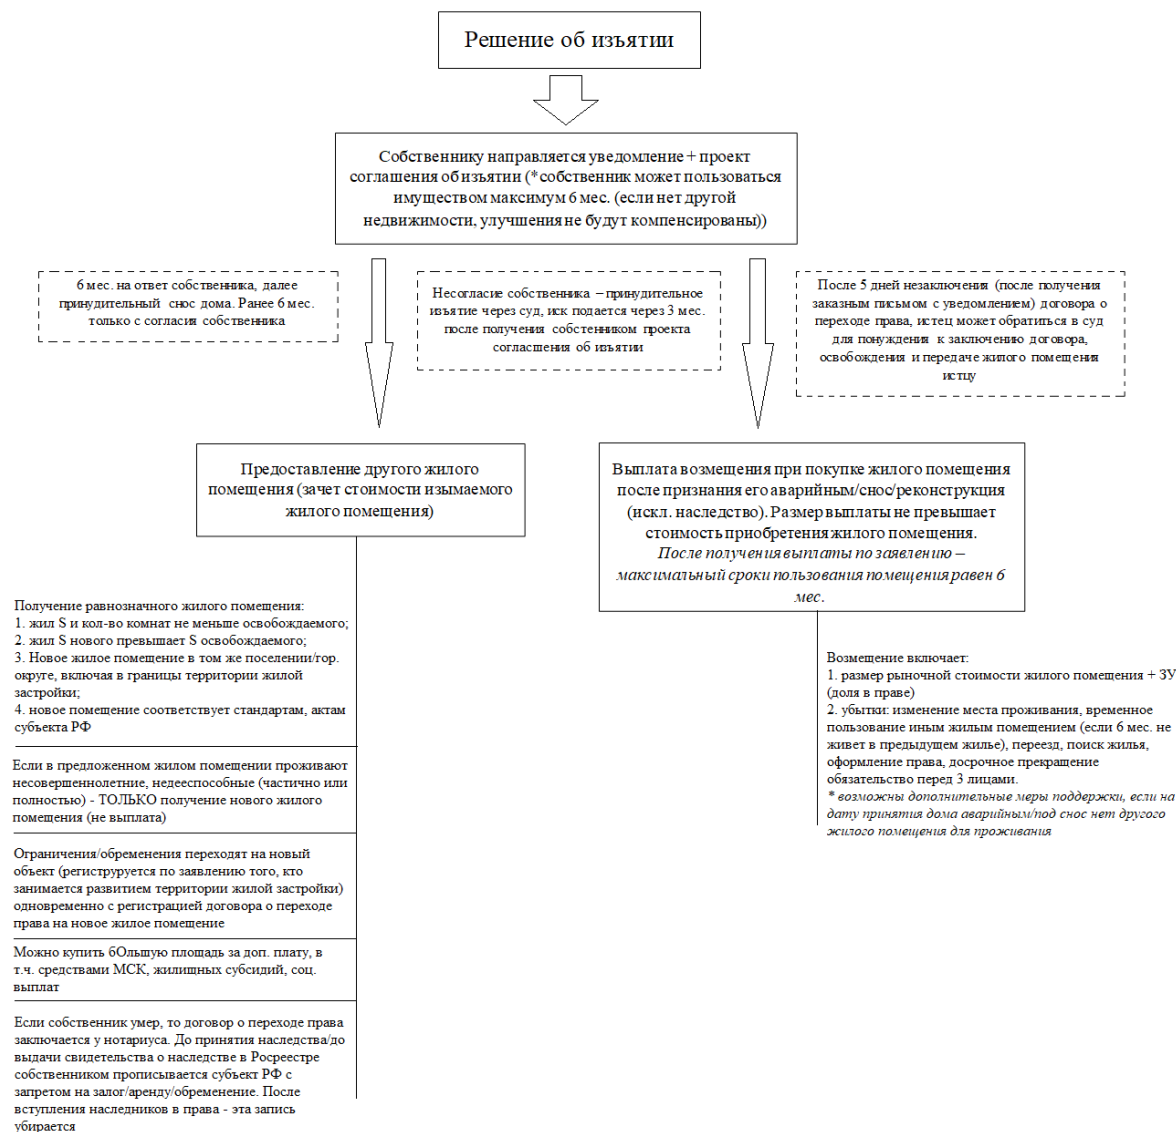 Решение об изъятии
Собственнику направляется уведомление + проект
соглашения об изъятии (*собственник может пользоваться
имуществом максимум 6 мес. (если нет другой
недвижимости, улучшения не будут компенсированы))
6 мес. на ответ собственника, далее
принудительный снос дома. Ранее 6 мес.
только с согласия собственника
Несогласие собственника – принудительное
изъятие через суд, иск подается через 3 мес.
после получения собстенником проекта
согласшения об изъятии
После 5 дней незаключения (после получения
заказным письмом с уведомлением) договора о
переходе права, истец может обратиться в суд
для понуждения к заключению договора,
освобождения и передаче жилого помещения
истцу
Предоставление другого жилого
помещения (зачет стоимости изымаемого
жилого помещения)
Выплата возмещения при покупке жилого помещения
после признания его аварийным/снос/реконструкция
(искл. наследство). Размер выплаты не превышает
стоимость приобретения жилого помещения.
После получения выплаты по заявлению –
максимальный сроки пользования помещения равен 6
мес.
Получение равнозначного жилого помещения:
1. жил S и кол-во комнат не меньше освобождаемого;
2. жил S нового превышает S освобождаемого;
3. Новое жилое помещение в том же поселении/гор.
округе, включая в границы территории жилой
застройки;
4. новое помещение соответствует стандартам, актам
субъекта РФ
Если в предложенном жилом помещении проживают
несовершеннолетние, недееспособные (частично или
полностью) - ТОЛЬКО получение нового жилого
помещения (не выплата)
Ограничения/обременения переходят на новый
объект (региструруется по заявлению того, кто
занимается развитием территории жилой застройки)
одновременно с регистрацией договора о переходе
права на новое жилое помещение
Можно купить бОльшую площадь за доп. плату, в
т.ч. средствами МСК, жилищных субсидий, соц.
выплат
Если собственник умер, то договор о переходе права
заключается у нотариуса. До принятия наследства/до
выдачи свидетельства о наследстве в Росреестре
собственником прописывается субъект РФ с
запретом на залог/аренду/обременение. После
вступления наследников в права - эта запись
убирается
Возмещение включает:
1. размер рыночной стоимости жилого помещения + ЗУ
(доля в праве)
2. убытки: изменение места проживания, временное
пользование иным жилым помещением (если 6 мес. не
живет в предыдущем жилье), переезд, поиск жилья,
оформление права, досрочное прекращение
обязательство перед 3 лицами.
* возможны дополнительные меры поддержки, если на
дату принятия дома аварийным/под снос нет другого
жилого помещения для проживания